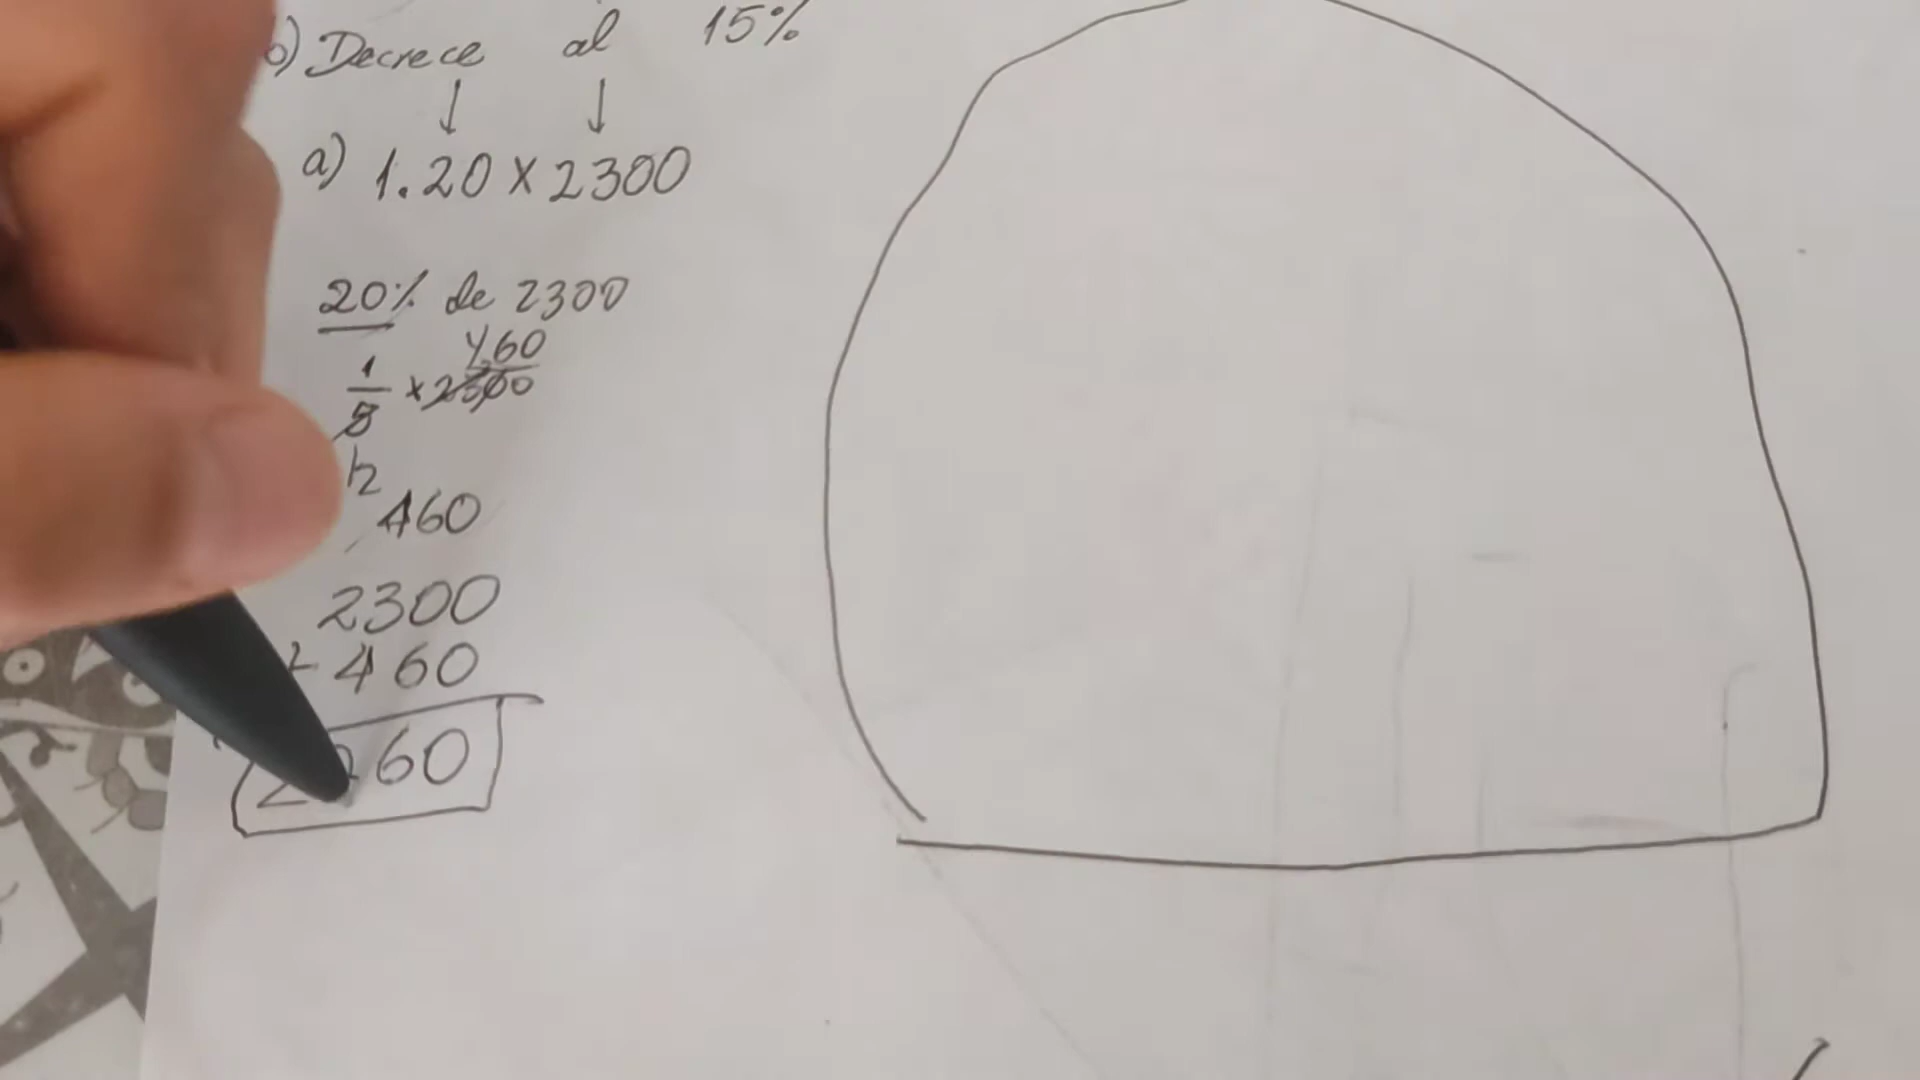 b) Decrece al 15%
↓ ↓
a) 1.20 x 2300
20% de 2300
460
1/5 x 2300
460
2300
+ 460
60